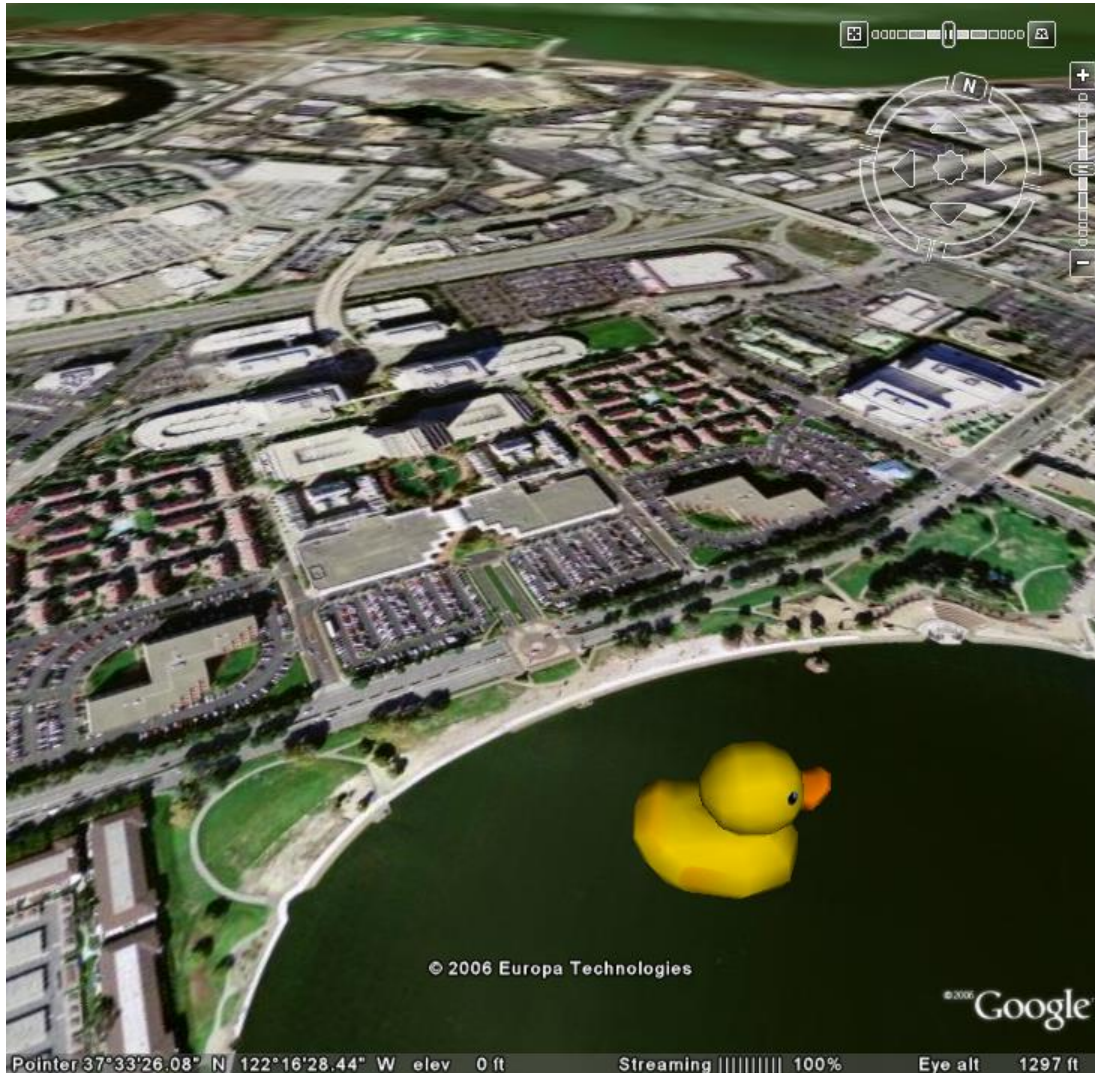 N
© 2006 Europa Technologies
©2006 Google
Pointer 37°33'26.08" N 122°16'28.44" W elev 0 ft Streaming |||||||||| 100% Eye alt 1297 ft